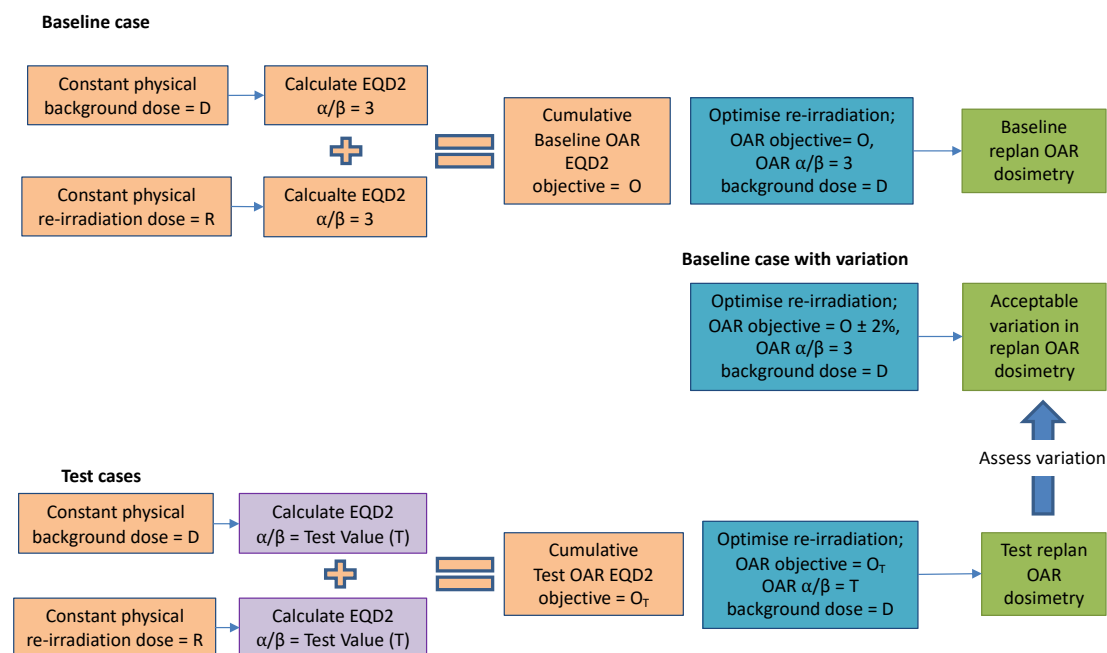 Baseline case
Constant physical
background dose = D
Calculate EQD2
α/β = 3
Constant physical
re-irradiation dose = R
Calcualte EQD2
α/β = 3
Cumulative
Baseline OAR
EQD2
objective =  O
Optimise re-irradiation;
OAR objective= O,
OAR α/β = 3
background dose = D
Baseline
replan OAR
dosimetry
Baseline case with variation
Optimise re-irradiation;
OAR objective = O ± 2%,
OAR α/β = 3
background dose = D
Acceptable
variation in
replan OAR
dosimetry
Assess variation
Test cases
Constant physical
background dose = D
Calculate EQD2
α/β = Test Value (T)
Constant physical
re-irradiation dose = R
Calculate EQD2
α/β = Test Value (T)
Cumulative
Test OAR EQD2
objective = O_T
Optimise re-irradiation;
OAR objective = O_T
OAR α/β = T
background dose = D
Test replan
OAR
dosimetry